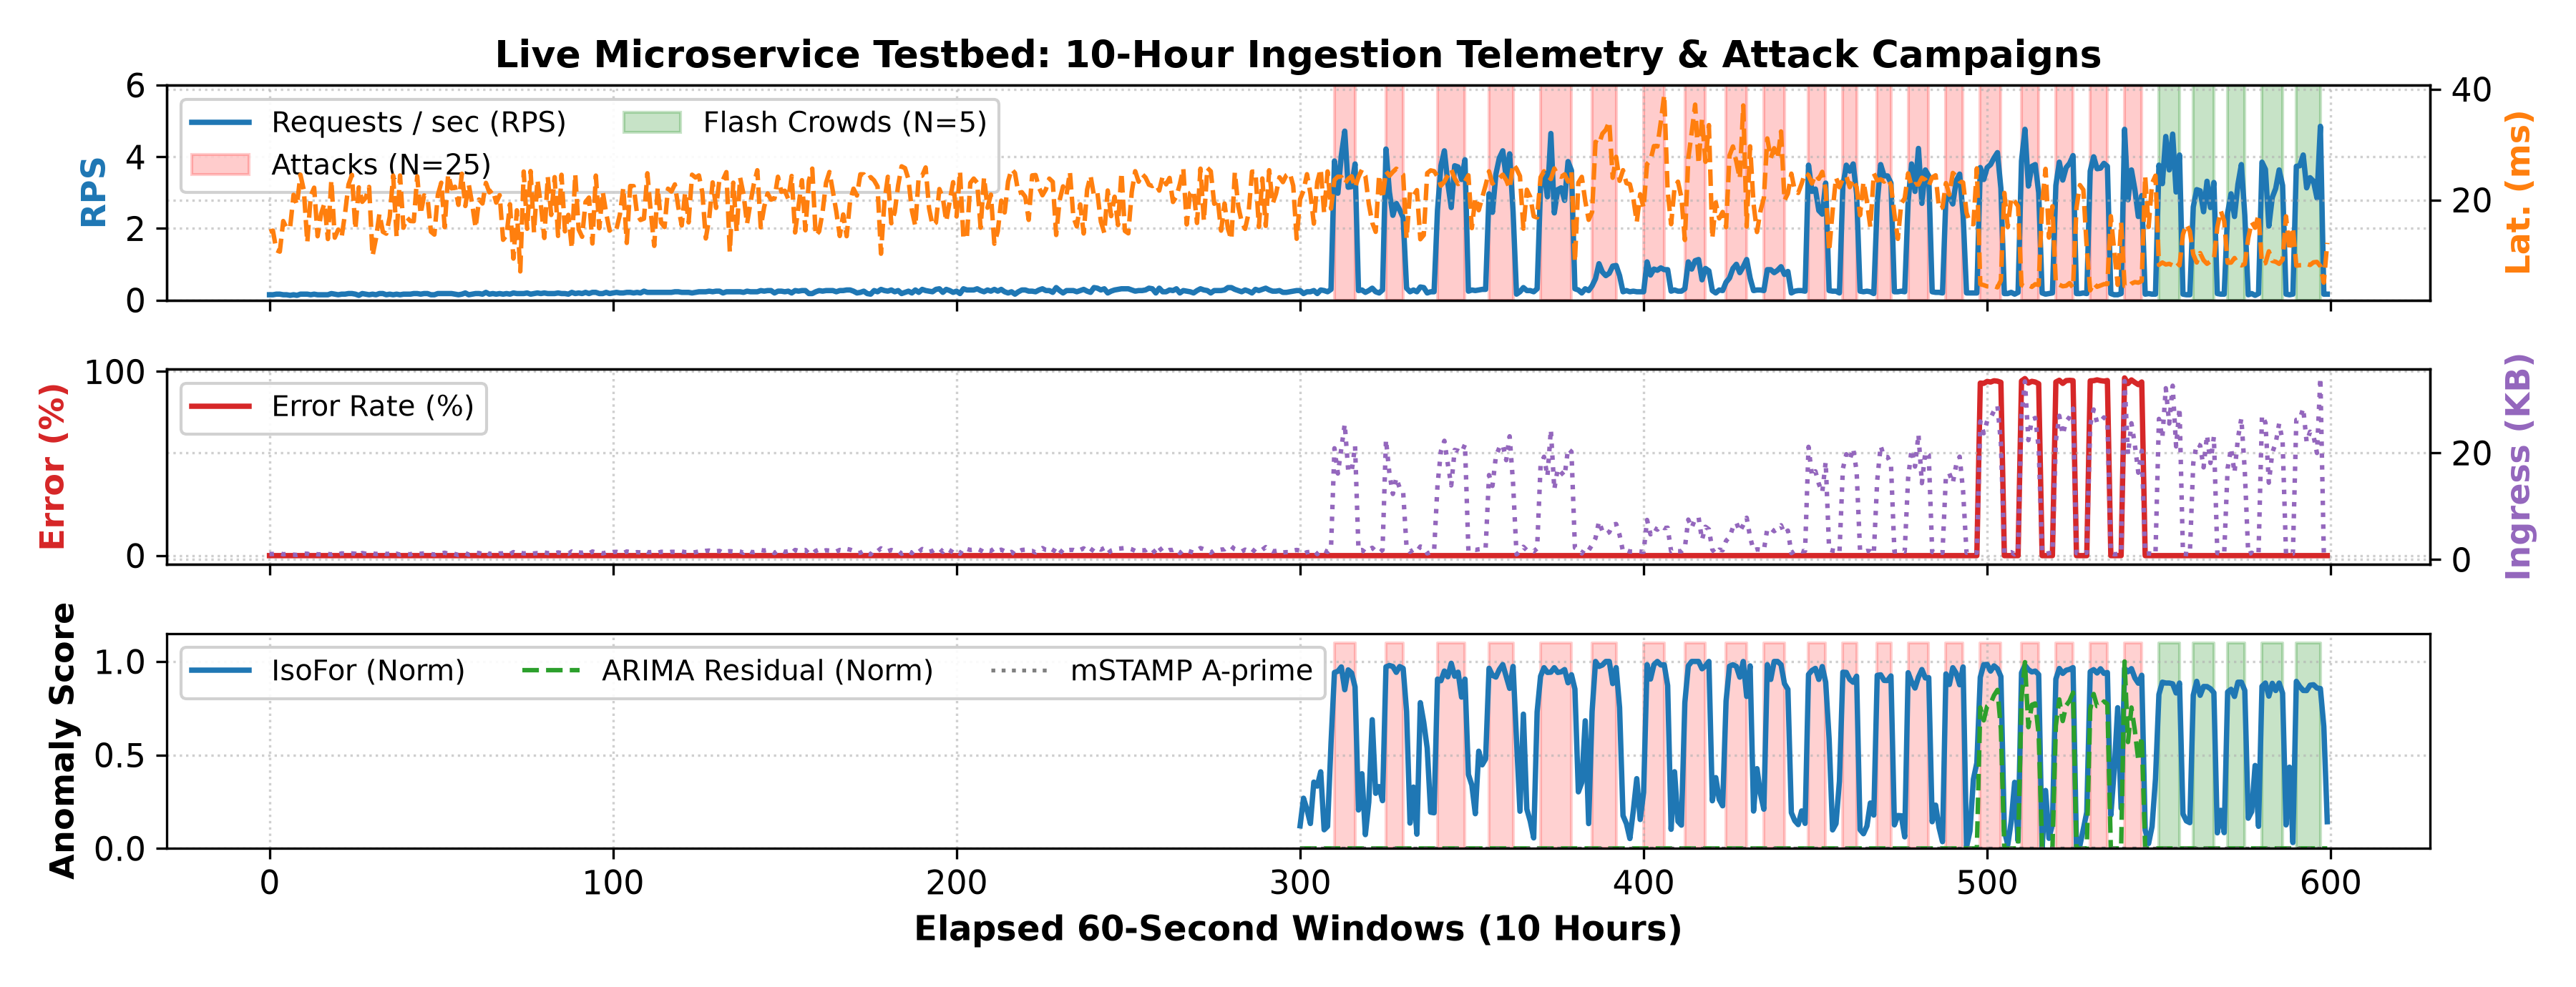 Live Microservice Testbed: 10-Hour Ingestion Telemetry & Attack Campaigns
RPS
6
4
2
0
Requests / sec (RPS)
Flash Crowds (N=5)
Attacks (N=25)
40
20
Lat. (ms)
Error (%)
100
0
Error Rate (%)
20
0
Ingress (KB)
Anomaly Score
1.0
0.5
0.0
IsoFor (Norm)
ARIMA Residual (Norm)
mSTAMP A-prime
0 100 200 300 400 500 600
Elapsed 60-Second Windows (10 Hours)